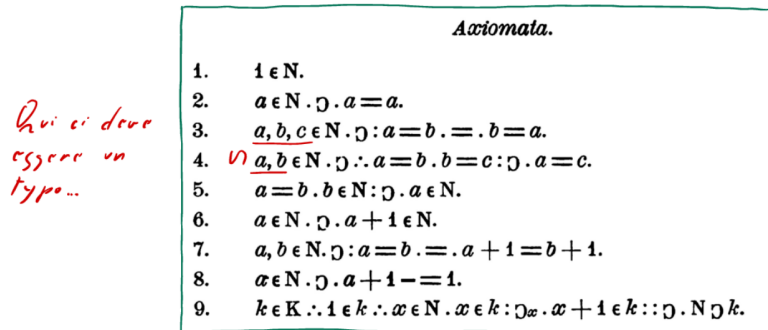 Axiomata.
1. 1 ε N.
2. a ε N . ɔ . a = a.
3. a, b, c ε N . ɔ : a = b . = . b = a.
4. a, b ε N . ɔ ∴ a = b . b = c : ɔ . a = c.
5. a = b . b ε N : ɔ . a ε N.
6. a ε N . ɔ . a + 1 ε N.
7. a, b ε N . ɔ : a = b . = . a + 1 = b + 1.
8. a ε N . ɔ . a + 1 - = 1.
9. k ε K ∴ 1 ε k ∴ x ε N . x ε k : ɔₓ . x + 1 ε k :: ɔ . N ɔ k.
Qui ci deve
essere un
typo...